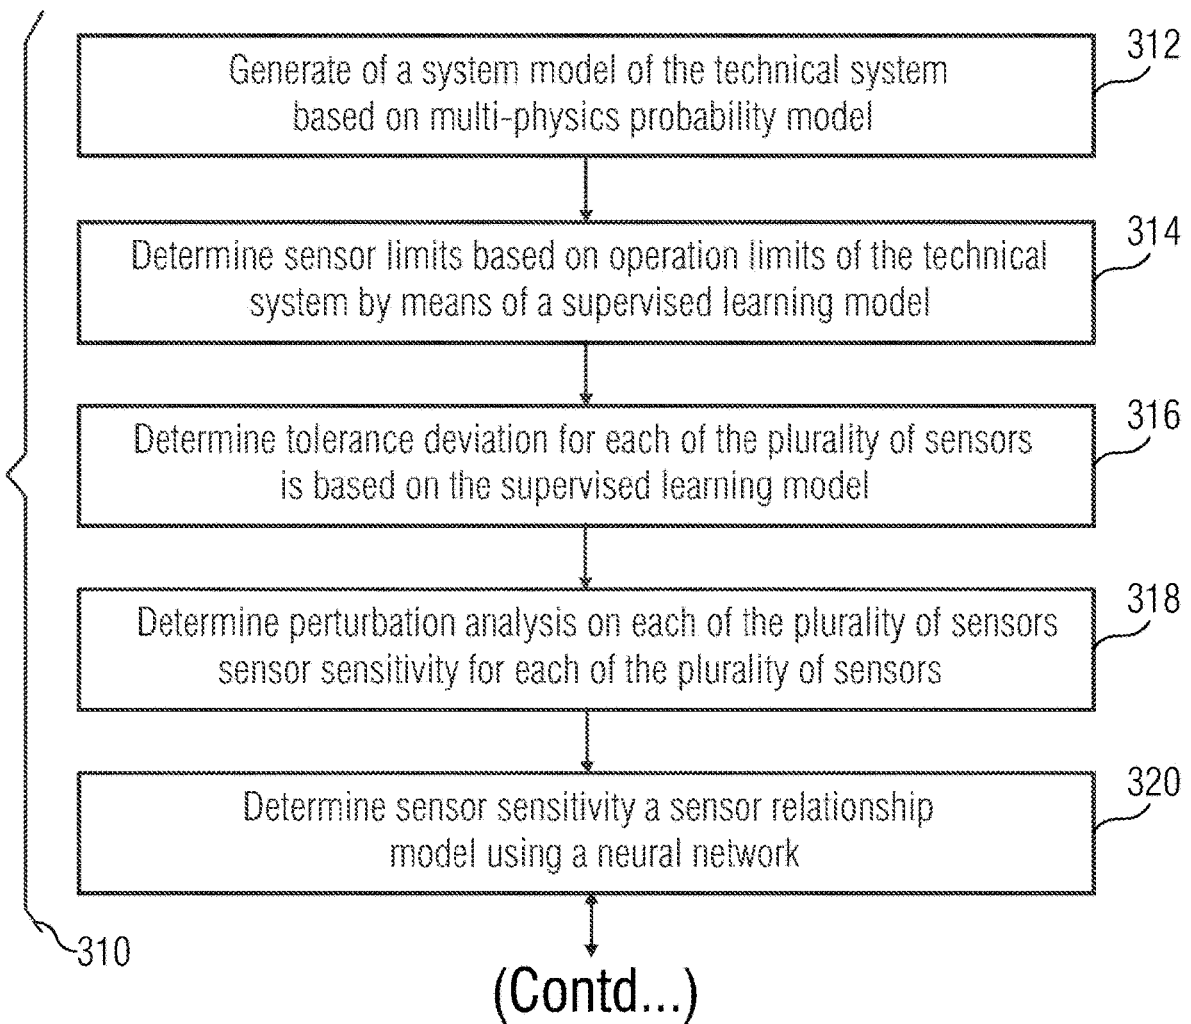 312
Generate of a system model of the technical system
based on multi-physics probability model
314
Determine sensor limits based on operation limits of the technical
system by means of a supervised learning model
316
Determine tolerance deviation for each of the plurality of sensors
is based on the supervised learning model
318
Determine perturbation analysis on each of the plurality of sensors
sensor sensitivity for each of the plurality of sensors
320
Determine sensor sensitivity a sensor relationship
model using a neural network
310
(Contd...)